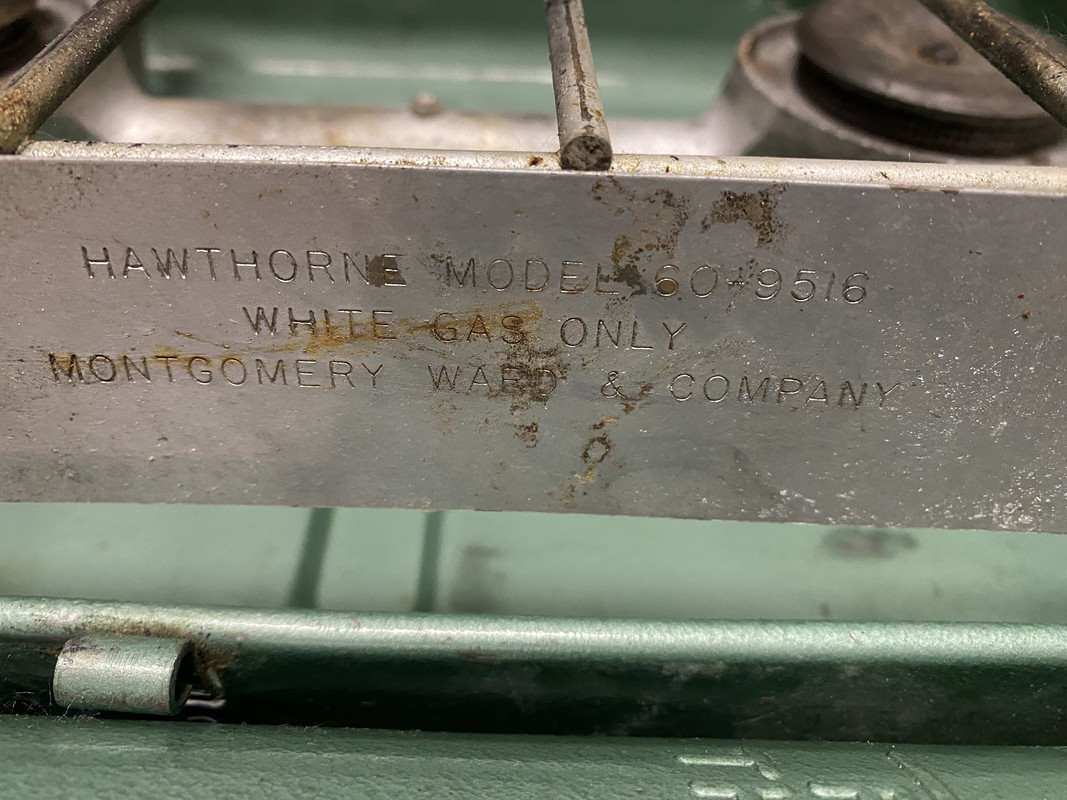 HAWTHORNE MODEL 60-9516
WHITE GAS ONLY
MONTGOMERY WARD & COMPANY